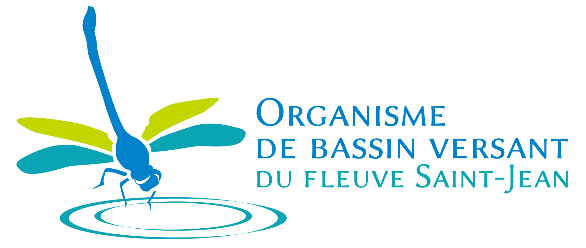 Organisme
de bassin versant
du fleuve Saint-Jean